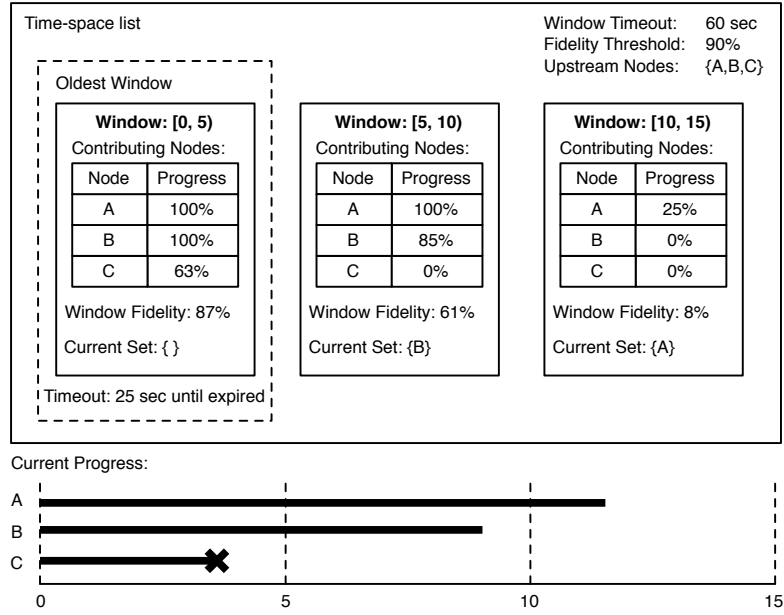 Time-space list
Window Timeout: 60 sec
Fidelity Threshold: 90%
Upstream Nodes: {A,B,C}
Oldest Window
Window: [0, 5)
Contributing Nodes:
Node Progress
A 100%
B 100%
C 63%
Window Fidelity: 87%
Current Set: { }
Timeout: 25 sec until expired
Window: [5, 10)
Contributing Nodes:
Node Progress
A 100%
B 85%
C 0%
Window Fidelity: 61%
Current Set: {B}
Window: [10, 15)
Contributing Nodes:
Node Progress
A 25%
B 0%
C 0%
Window Fidelity: 8%
Current Set: {A}
Current Progress:
A
B
C
0 5 10 15